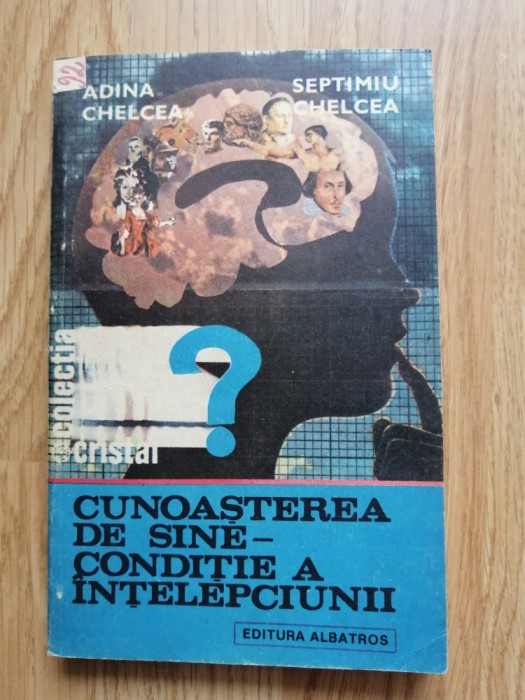 92
ADINA
CHELCEA
SEPTIMIU
CHELCEA
colecția
cristal
CUNOAȘTEREA
DE SINE-
CONDIȚIE A
ÎNȚELEPCIUNII
EDITURA ALBATROS